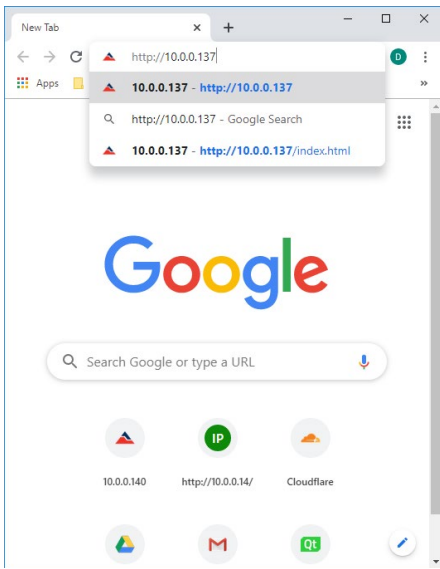 New Tab
http://10.0.0.137
D
Apps
10.0.0.137 - http://10.0.0.137
http://10.0.0.137 - Google Search
10.0.0.137 - http://10.0.0.137/index.html
Google
Search Google or type a URL
IP
10.0.0.140 http://10.0.0.14/ Cloudflare
M
Qt